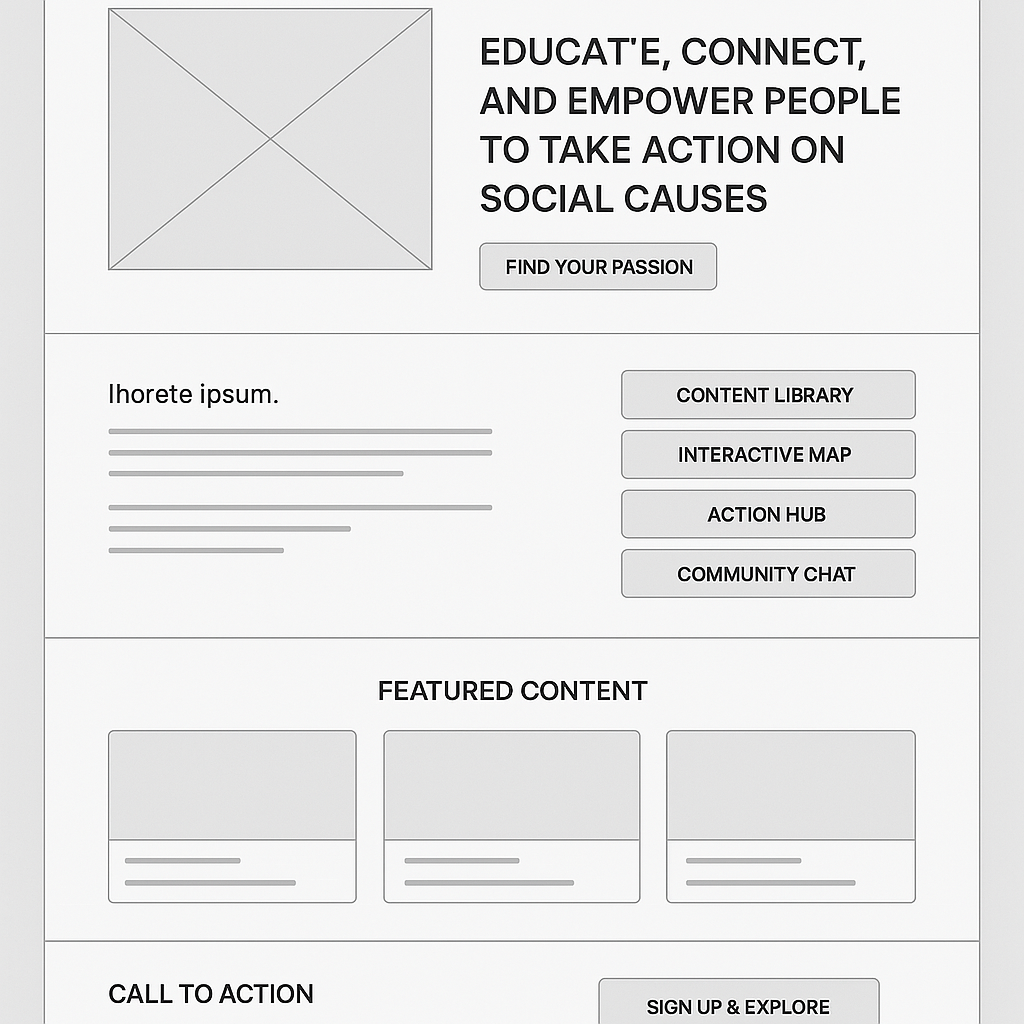 EDUCAT'E, CONNECT,
AND EMPOWER PEOPLE
TO TAKE ACTION ON
SOCIAL CAUSES
FIND YOUR PASSION
lhorete ipsum.
CONTENT LIBRARY
INTERACTIVE MAP
ACTION HUB
COMMUNITY CHAT
FEATURED CONTENT
CALL TO ACTION
SIGN UP & EXPLORE